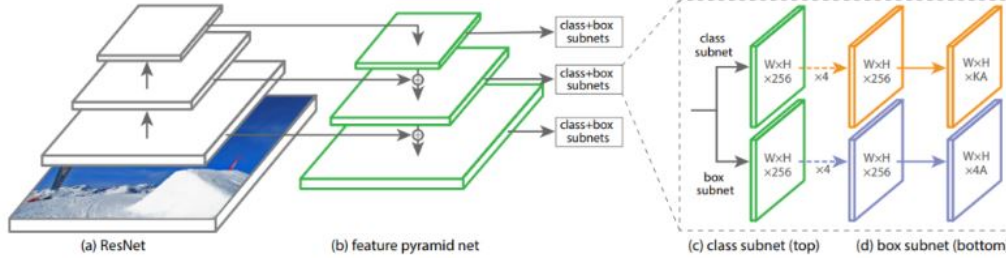 class+box
subnets
class+box
subnets
class+box
subnets
class
subnet
box
subnet
W×H
×256
×4
W×H
×256
W×H
×KA
W×H
×256
×4
W×H
×256
W×H
×4A
(a) ResNet
(b) feature pyramid net
(c) class subnet (top)
(d) box subnet (bottom